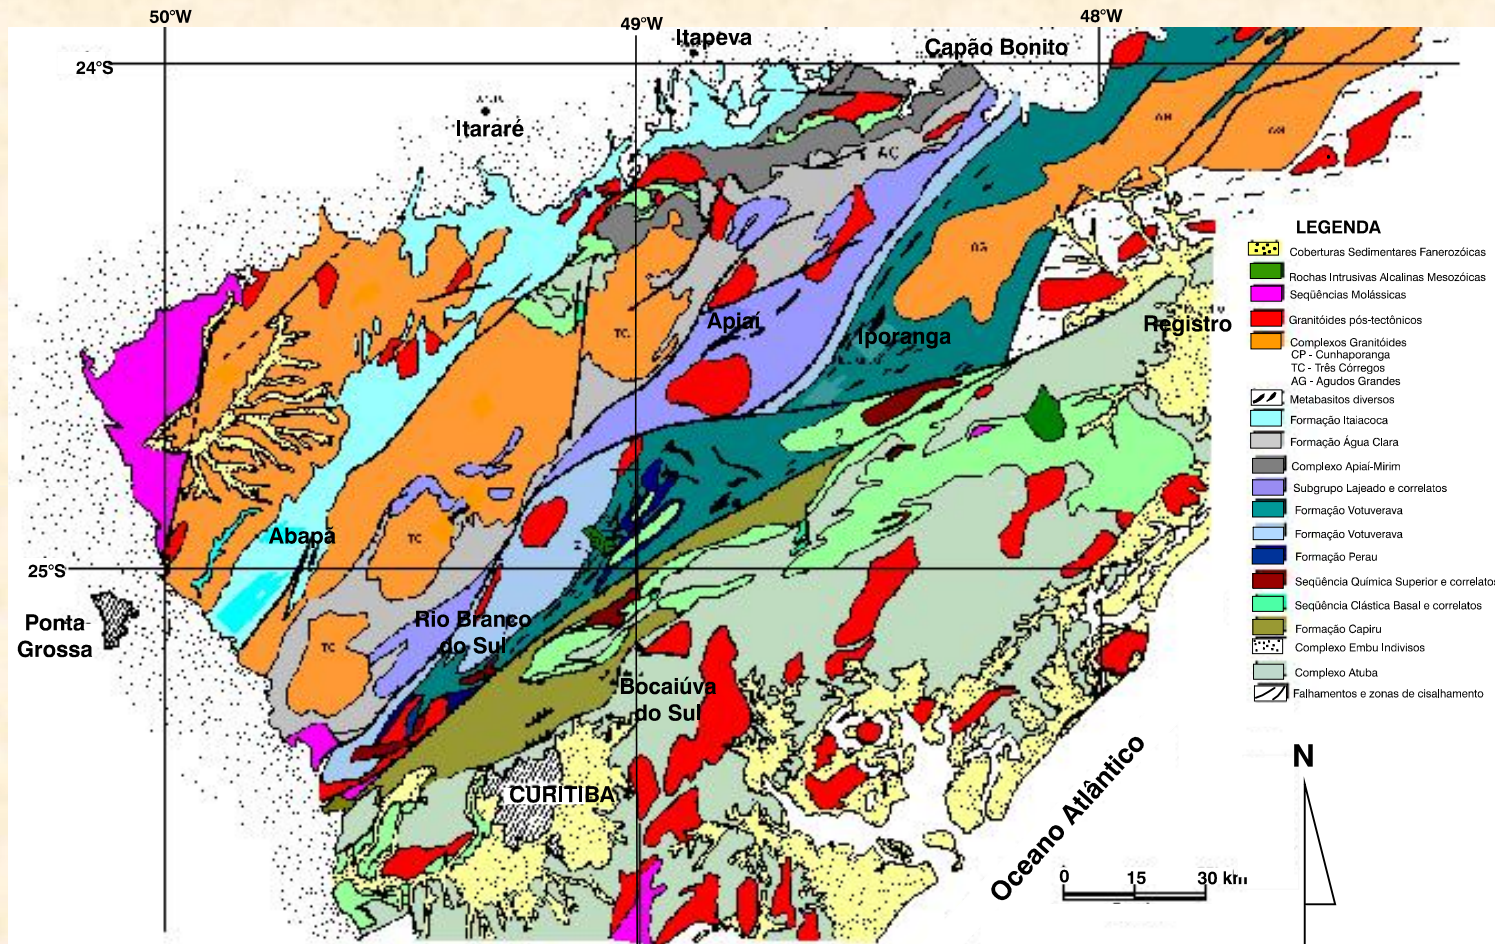 50°W
49°W
48°W
Itapeva
Capão Bonito
24°S
Itararé
AÇ
AG
TC
Apiaí
Iporanga
Registro
TC
Abapã
25°S
Ponta
Grossa
Rio Branco
do Sul
TC
Bocaiúva
do Sul
CURITIBA
Oceano Atlântico
0 15 30 km
N
LEGENDA
Coberturas Sedimentares Fanerozóicas
Rochas Intrusivas Alcalinas Mesozóicas
Seqüências Molássicas
Granitóides pós-tectônicos
Complexos Granitóides
CP - Cunhaporanga
TC - Três Córregos
AG - Agudos Grandes
Metabasitos diversos
Formação Itaiacoca
Formação Água Clara
Complexo Apiaí-Mirim
Subgrupo Lajeado e correlatos
Formação Votuverava
Formação Votuverava
Formação Perau
Seqüência Química Superior e correlatos
Seqüência Clástica Basal e correlatos
Formação Capiru
Complexo Embu Indivisos
Complexo Atuba
Falhamentos e zonas de cisalhamento